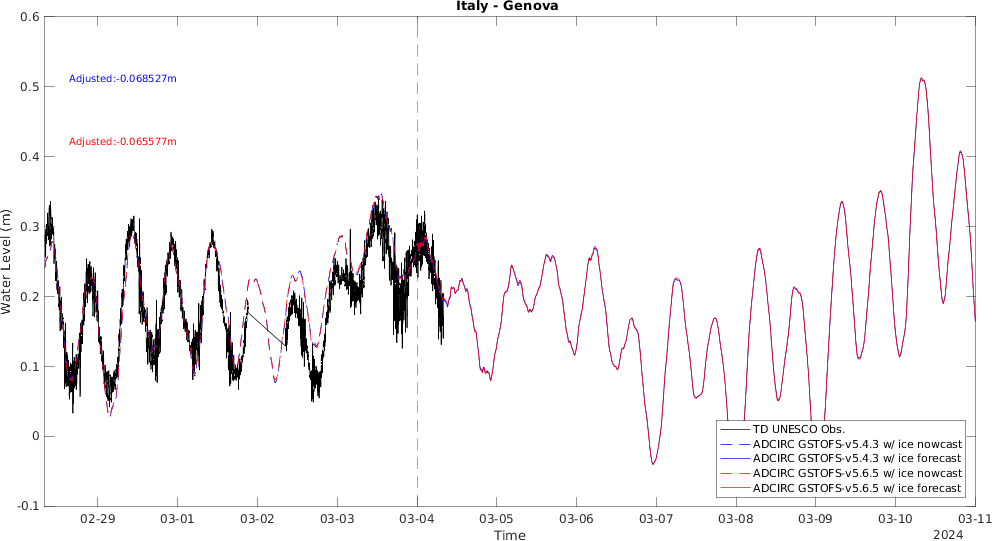 Italy - Genova
0.6
0.5
0.4
0.3
0.2
0.1
0
-0.1
Water Level (m)
Adjusted:-0.068527m
Adjusted:-0.065577m
TD UNESCO Obs.
ADCIRC GSTOFS-v5.4.3 w/ ice nowcast
ADCIRC GSTOFS-v5.4.3 w/ ice forecast
ADCIRC GSTOFS-v5.6.5 w/ ice nowcast
ADCIRC GSTOFS-v5.6.5 w/ ice forecast
02-29 03-01 03-02 03-03 03-04 03-05 03-06 03-07 03-08 03-09 03-10 03-11
Time
2024